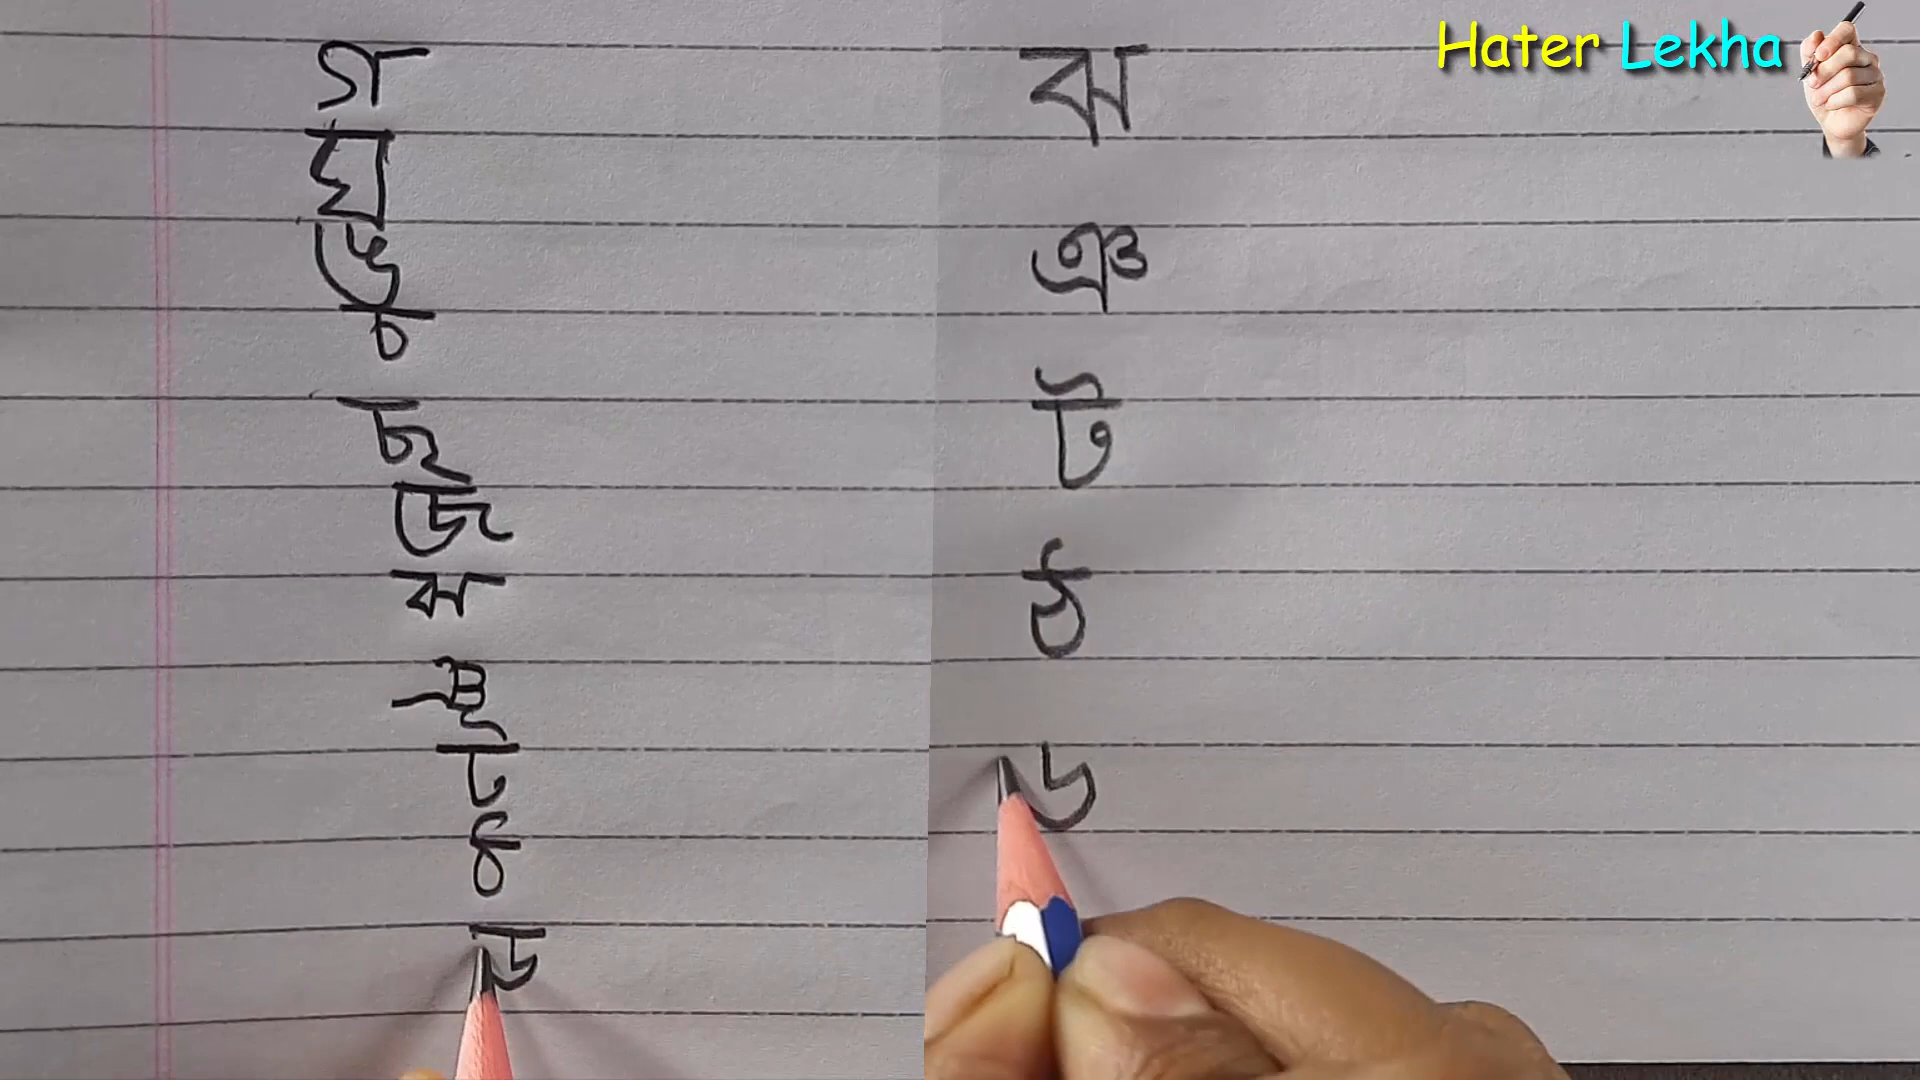 Hater Lekha
গ
ঘ
ঙ
চ
ছ
জ
ঝ
ঞ
ট
ঠ
ড
ঝ
ঞ
ট
ঠ
ড